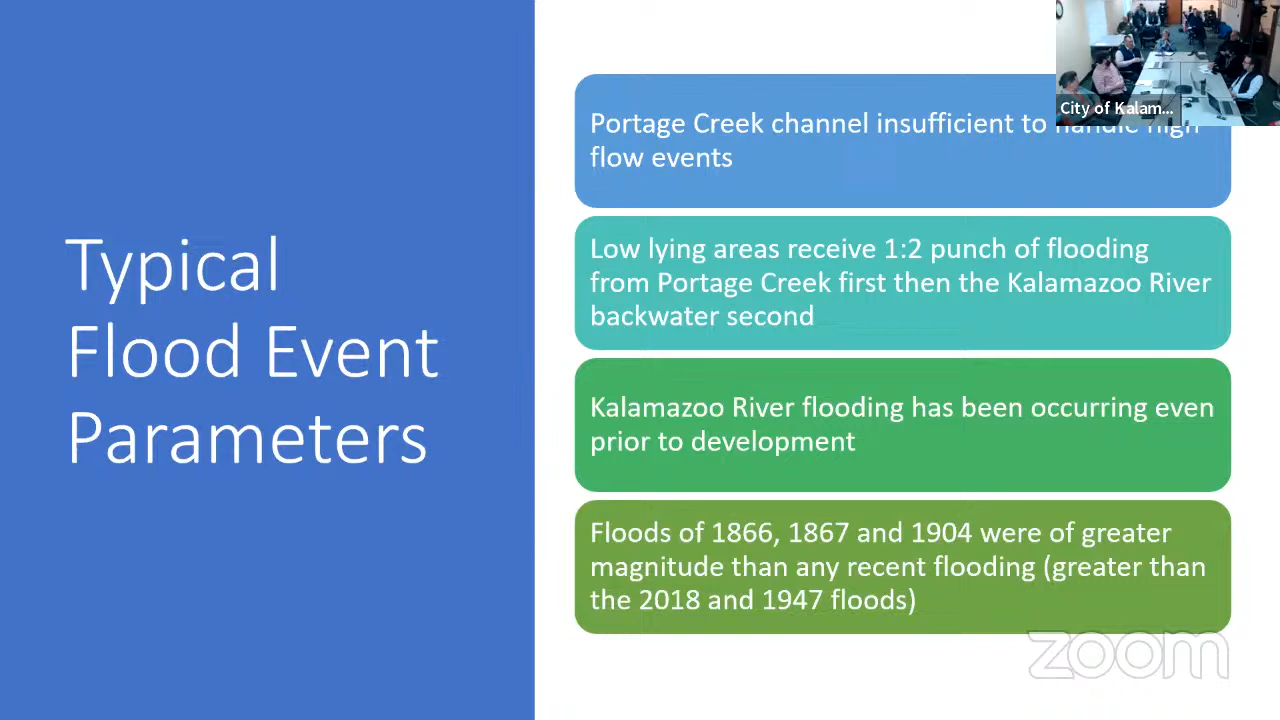 Typical
Flood Event
Parameters
Portage Creek channel insufficient to handle high
flow events
Low lying areas receive 1:2 punch of flooding
from Portage Creek first then the Kalamazoo River
backwater second
Kalamazoo River flooding has been occurring even
prior to development
Floods of 1866, 1867 and 1904 were of greater
magnitude than any recent flooding (greater than
the 2018 and 1947 floods)
City of Kalam...
zoom